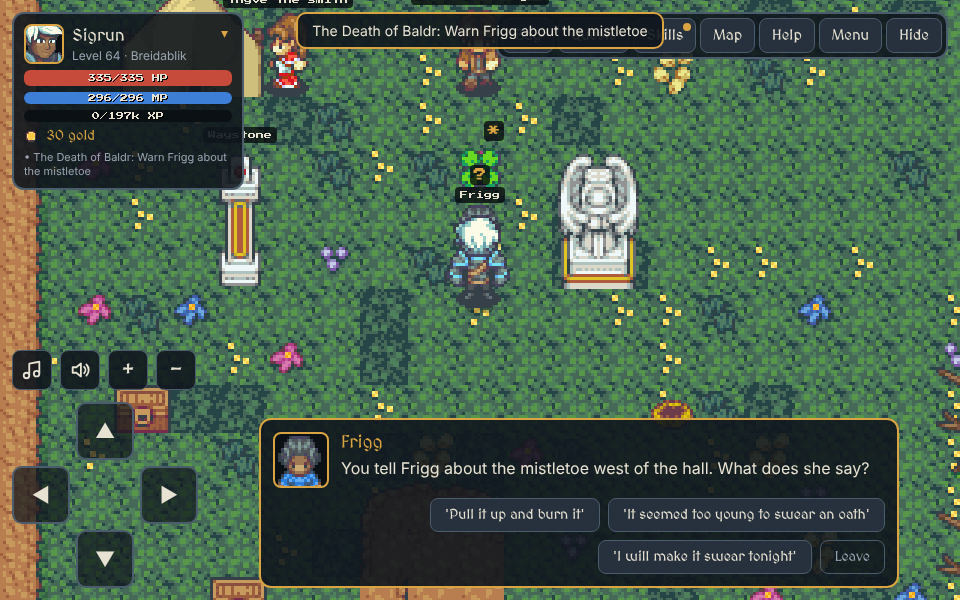 Sigrun
Level 64 · Breidablik
335/335 HP
296/296 MP
0/197k XP
30 gold
• The Death of Baldr: Warn Frigg about
the mistletoe
The Death of Baldr: Warn Frigg about the mistletoe
Map
Help
Menu
Hide
?
Frigg
+
-
Frigg
You tell Frigg about the mistletoe west of the hall. What does she say?
'Pull it up and burn it'
'It seemed too young to swear an oath'
'I will make it swear tonight'
Leave